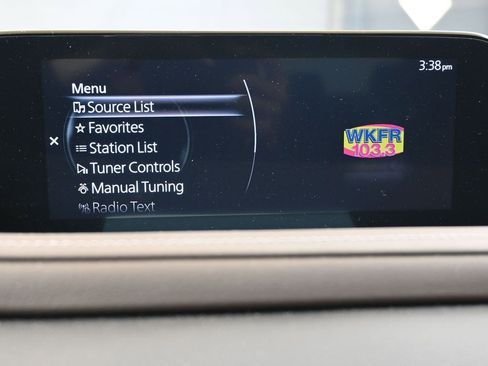 3:38pm
Menu
Source List
Favorites
Station List
Tuner Controls
Manual Tuning
Radio Text
WKFR
103.3